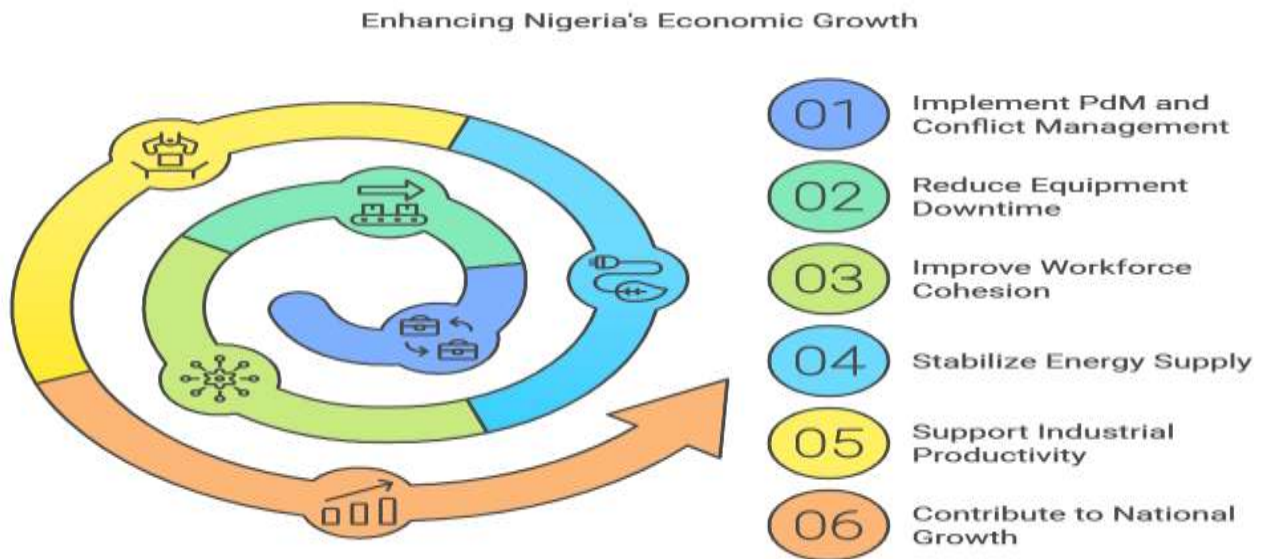 Enhancing Nigeria's Economic Growth
01
Implement PdM and
Conflict Management
02
Reduce Equipment
Downtime
03
Improve Workforce
Cohesion
04
Stabilize Energy Supply
05
Support Industrial
Productivity
06
Contribute to National
Growth